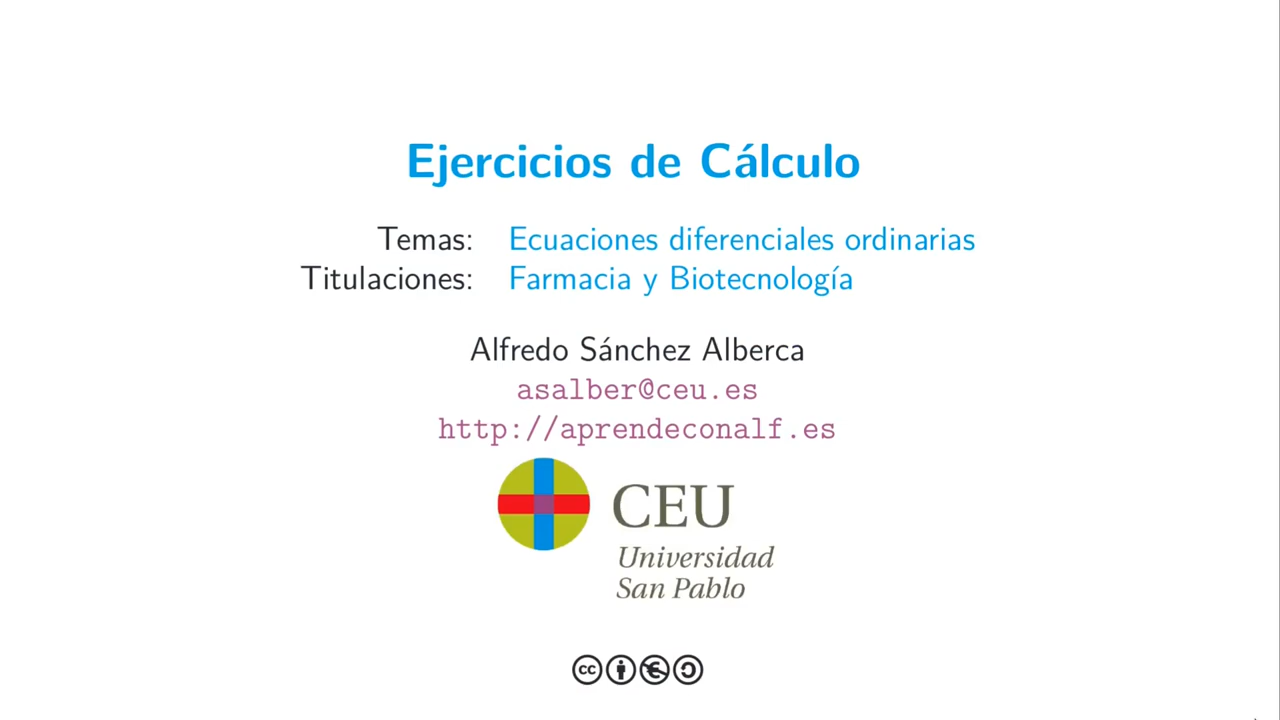 Ejercicios de Cálculo
Temas: Ecuaciones diferenciales ordinarias
Titulaciones: Farmacia y Biotecnología
Alfredo Sánchez Alberca
asalber@ceu.es
http://aprendeconalf.es
CEU
Universidad
San Pablo
cc